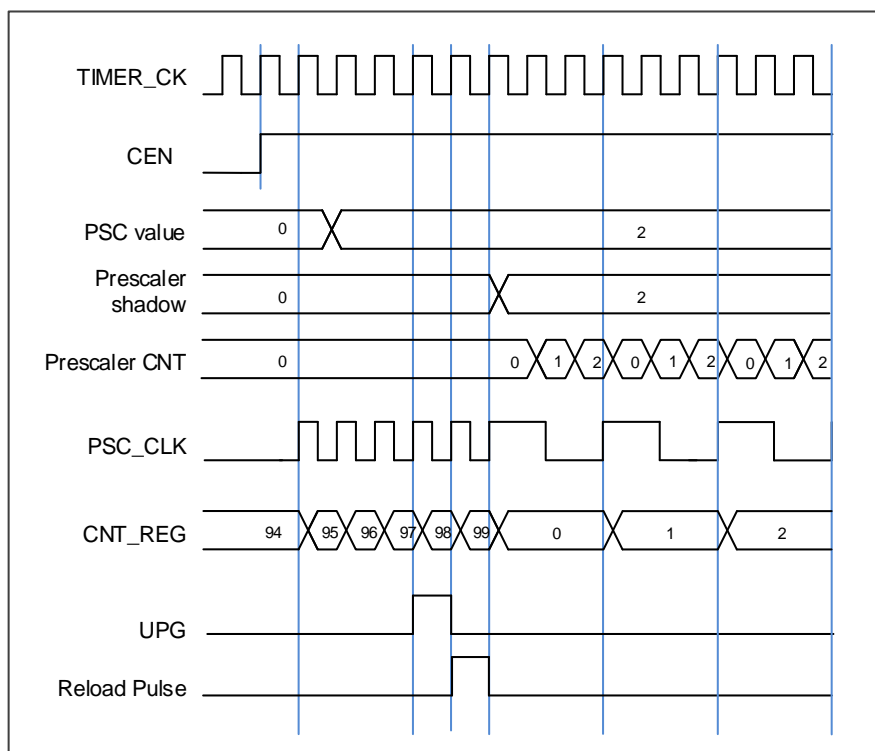 TIMER_CK
CEN
PSC value 0 2
Prescaler
shadow 0 2
Prescaler CNT 0 0 1 2 0 1 2 0 1 2
PSC_CLK
CNT_REG 94 95 96 97 98 99 0 1 2
UPG
Reload Pulse